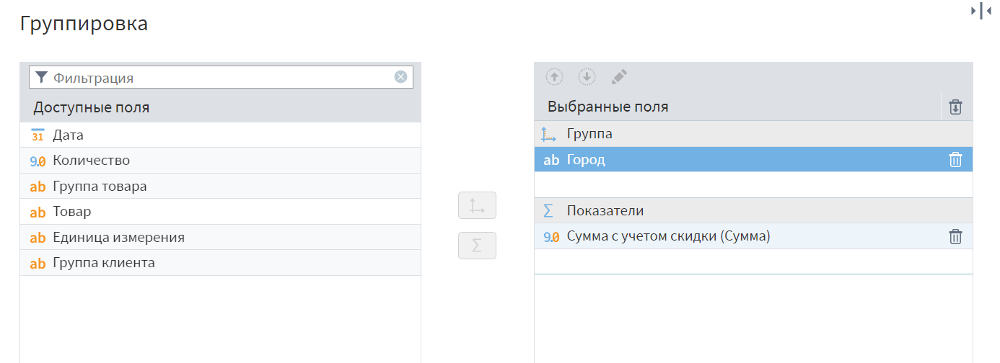 Группировка
Фильтрация
Доступные поля
31 Дата
9.0 Количество
ab Группа товара
ab Товар
ab Единица измерения
ab Группа клиента
Выбранные поля
Группа
ab Город
Σ Показатели
9.0 Сумма с учетом скидки (Сумма)
Σ